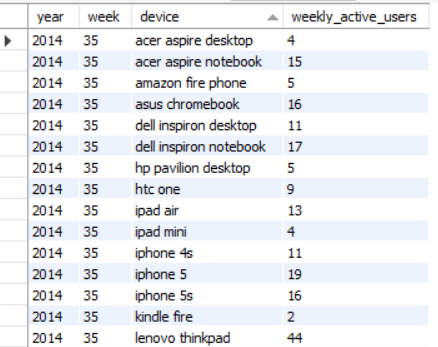 year week device weekly_active_users
2014 35 acer aspire desktop 4
2014 35 acer aspire notebook 15
2014 35 amazon fire phone 5
2014 35 asus chromebook 16
2014 35 dell inspiron desktop 11
2014 35 dell inspiron notebook 17
2014 35 hp pavilion desktop 5
2014 35 htc one 9
2014 35 ipad air 13
2014 35 ipad mini 4
2014 35 iphone 4s 11
2014 35 iphone 5 19
2014 35 iphone 5s 16
2014 35 kindle fire 2
2014 35 lenovo thinkpad 44